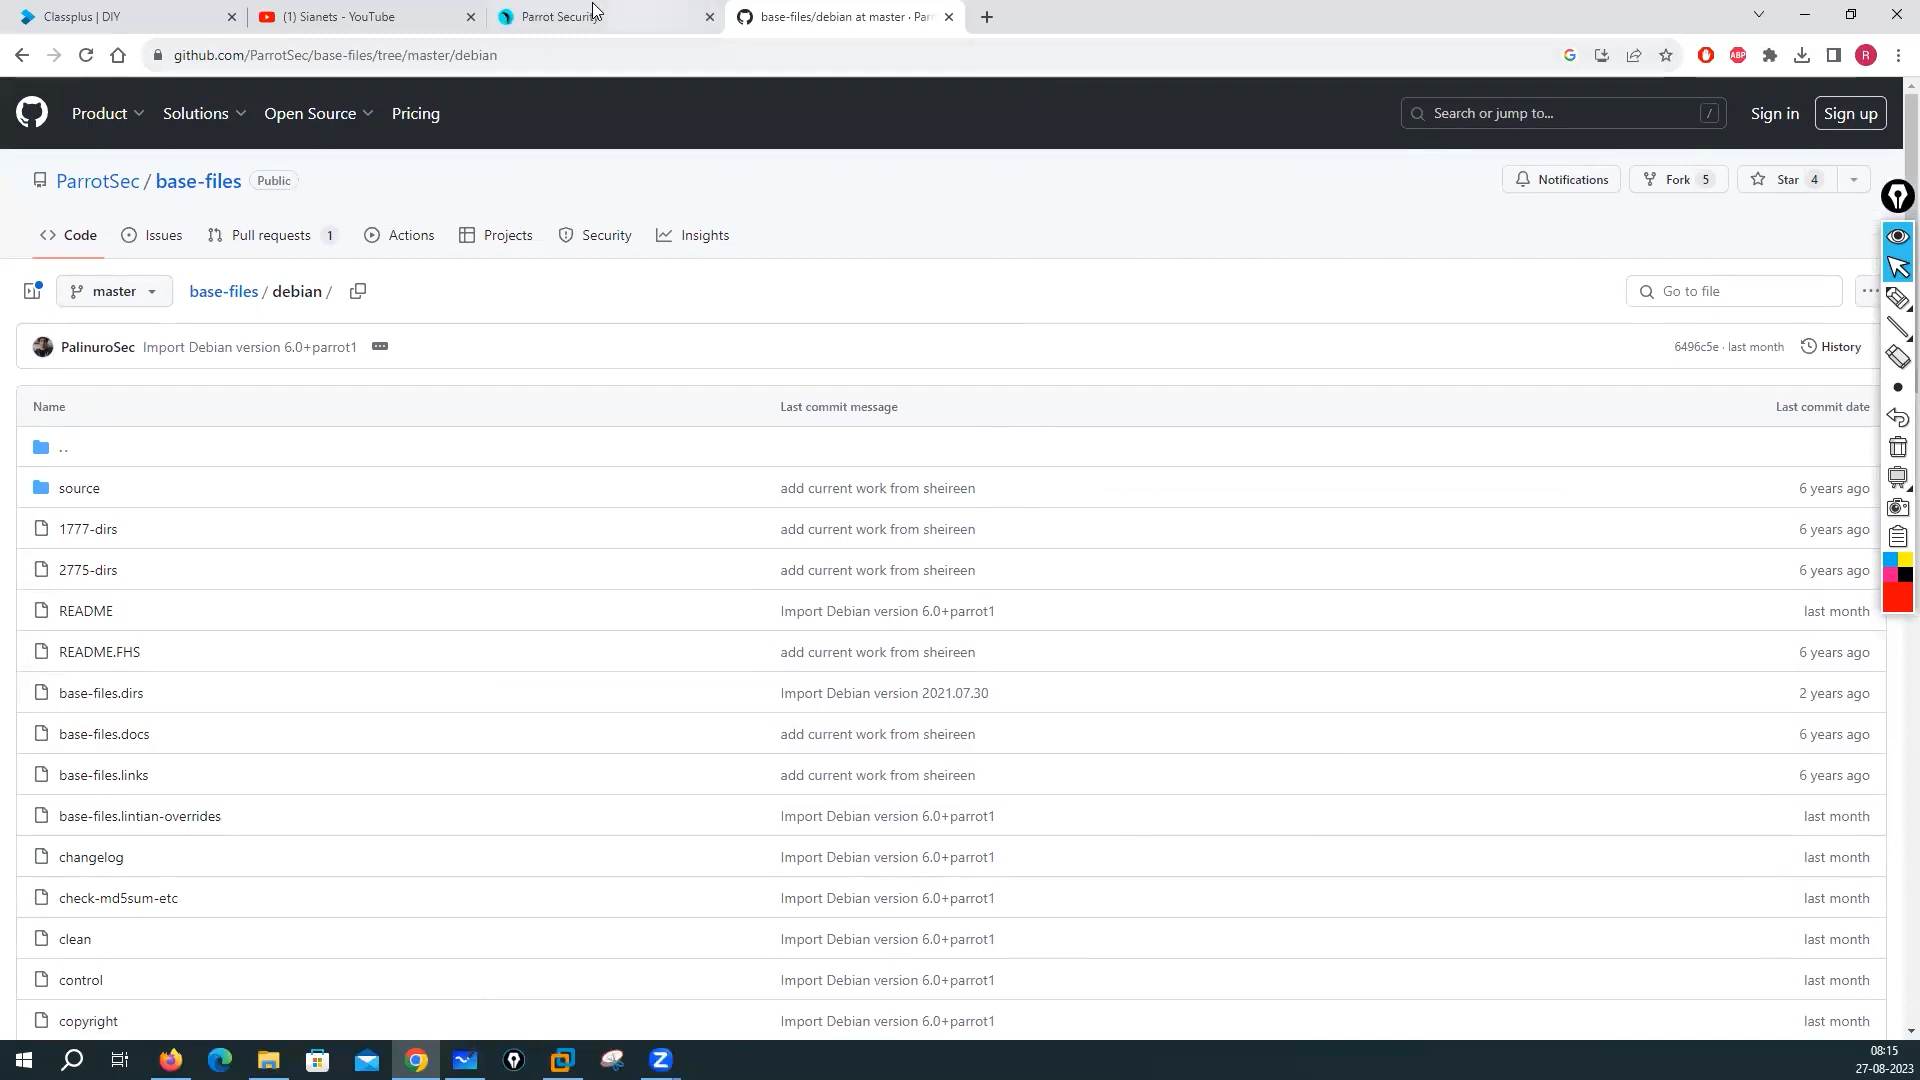 Classplus | DIY
(1) Sianets - YouTube
Parrot Security
base-files/debian at master · Par
github.com/ParrotSec/base-files/tree/master/debian
ABP
R
Product
Solutions
Open Source
Pricing
Search or jump to...
/
Sign in
Sign up
ParrotSec / base-files
Public
Notifications
Fork 5
Star 4
Code
Issues
Pull requests 1
Actions
Projects
Security
Insights
master
base-files / debian /
Go to file
PalinuroSec Import Debian version 6.0+parrot1
6496c5e · last month
History
Name Last commit message Last commit date
..
source add current work from sheireen 6 years ago
1777-dirs add current work from sheireen 6 years ago
2775-dirs add current work from sheireen 6 years ago
README Import Debian version 6.0+parrot1 last month
README.FHS add current work from sheireen 6 years ago
base-files.dirs Import Debian version 2021.07.30 2 years ago
base-files.docs add current work from sheireen 6 years ago
base-files.links add current work from sheireen 6 years ago
base-files.lintian-overrides Import Debian version 6.0+parrot1 last month
changelog Import Debian version 6.0+parrot1 last month
check-md5sum-etc Import Debian version 6.0+parrot1 last month
clean Import Debian version 6.0+parrot1 last month
control Import Debian version 6.0+parrot1 last month
copyright Import Debian version 6.0+parrot1 last month
08:15
27-08-2023